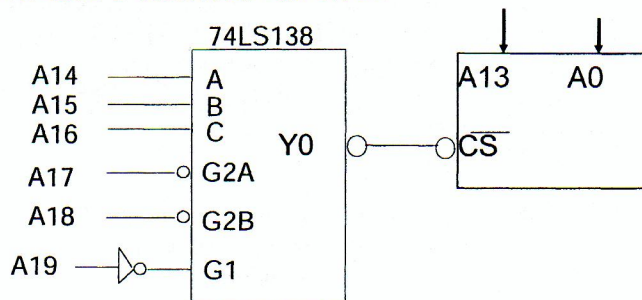 74LS138
A14 A
A15 B
A16 C
A17 G2A
A18 G2B
A19 G1
Y0
A13 A0
CS